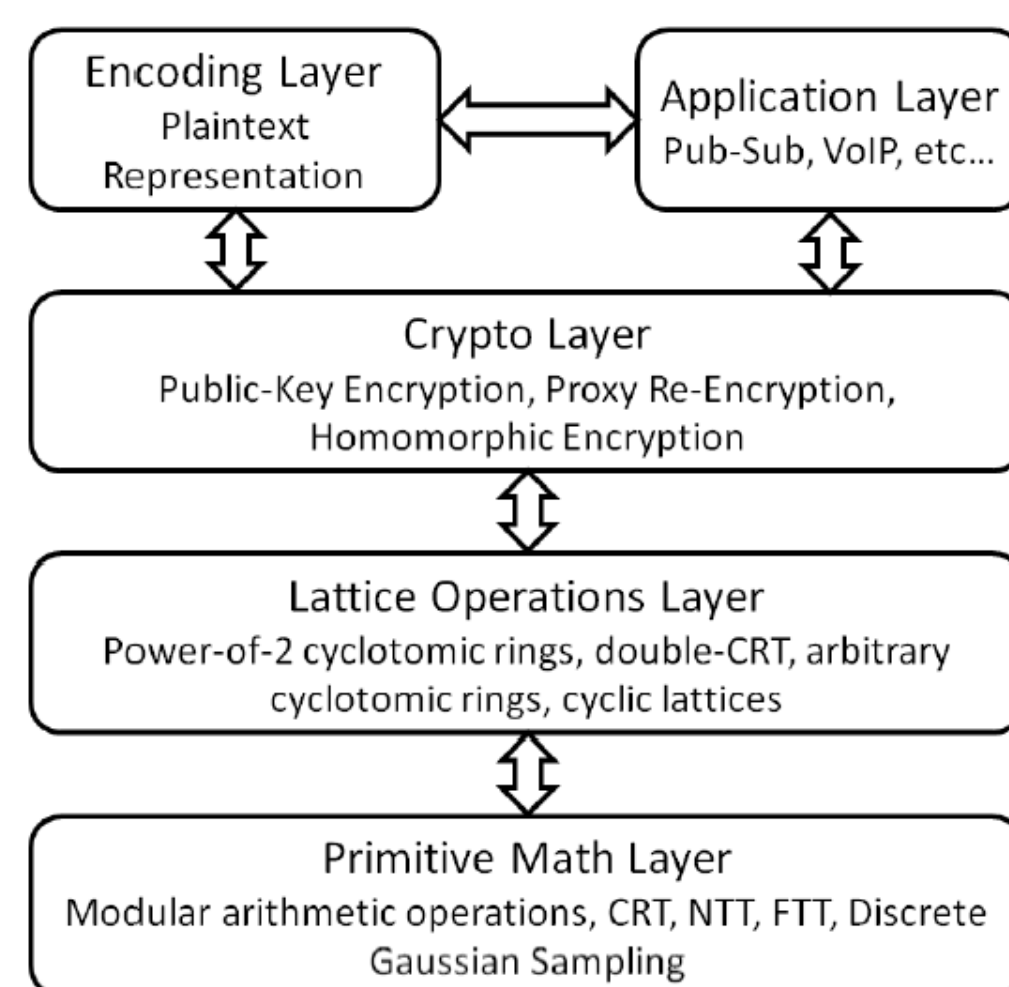 Encoding Layer
Plaintext
Representation
Application Layer
Pub-Sub, VoIP, etc...
Crypto Layer
Public-Key Encryption, Proxy Re-Encryption,
Homomorphic Encryption
Lattice Operations Layer
Power-of-2 cyclotomic rings, double-CRT, arbitrary
cyclotomic rings, cyclic lattices
Primitive Math Layer
Modular arithmetic operations, CRT, NTT, FTT, Discrete
Gaussian Sampling